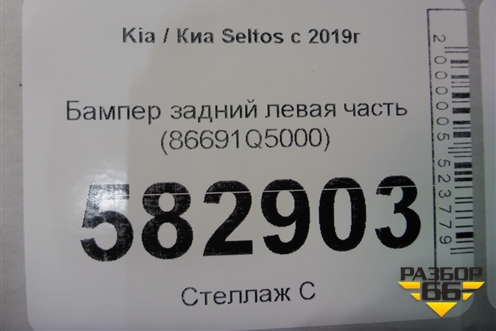 Kia / Киа Seltos с 2019г
Бампер задний левая часть
(86691Q5000)
582903
Стеллаж С
2000005523779
РАЗБОР
66